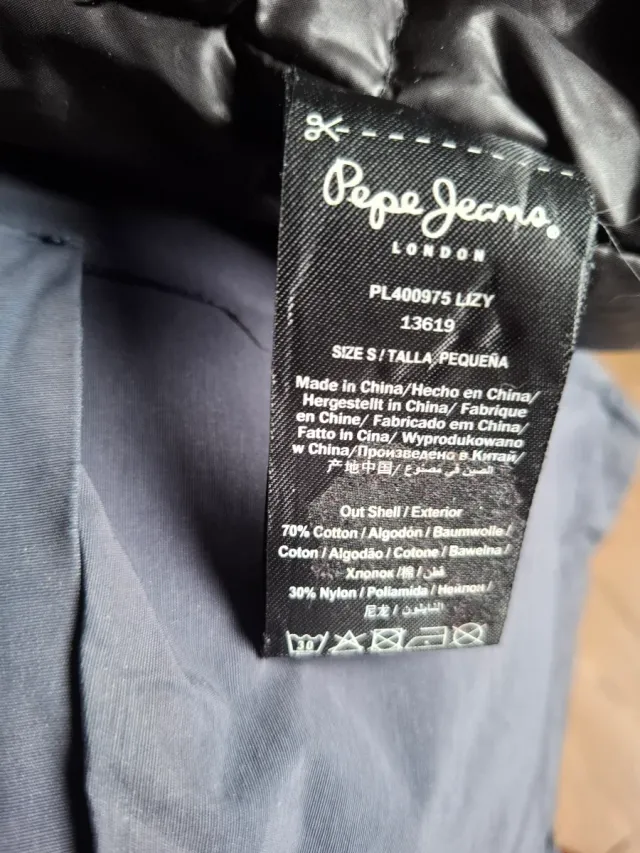 Pepe Jeans
LONDON
PL400975 LIZY
13619
SIZE S / TALLA PEQUEÑA
Made in China/Hecho en China/
Hergestellt in China/ Fabrique
en Chine/ Fabricado em China/
Fatto in Cina/ Wyprodukowano
w China/Произведено в Китай/
产地中国/ الصين في مصنوع/
Out Shell / Exterior
70% Cotton / Algodón / Baumwolle /
Coton / Algodão / Cotone / Bawełna /
Хлопок /棉/ قطن /
30% Nylon / Poliamida / Нейлон /
尼龙 / النايلون /
30